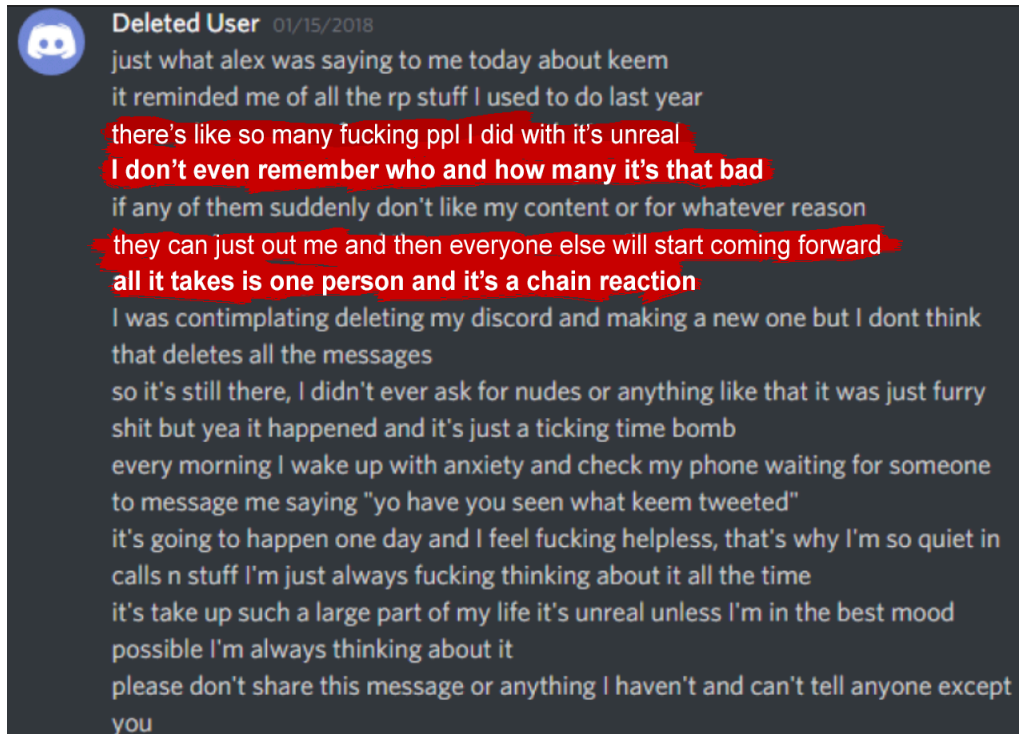 Deleted User 01/15/2018
just what alex was saying to me today about keem
it reminded me of all the rp stuff I used to do last year
there's like so many fucking ppl I did with it's unreal
I don't even remember who and how many it's that bad
if any of them suddenly don't like my content or for whatever reason
they can just out me and then everyone else will start coming forward
all it takes is one person and it's a chain reaction
I was contimplating deleting my discord and making a new one but I dont think
that deletes all the messages
so it's still there, I didn't ever ask for nudes or anything like that it was just furry
shit but yea it happened and it's just a ticking time bomb
every morning I wake up with anxiety and check my phone waiting for someone
to message me saying "yo have you seen what keem tweeted"
it's going to happen one day and I feel fucking helpless, that's why I'm so quiet in
calls n stuff I'm just always fucking thinking about it all the time
it's take up such a large part of my life it's unreal unless I'm in the best mood
possible I'm always thinking about it
please don't share this message or anything I haven't and can't tell anyone except
you